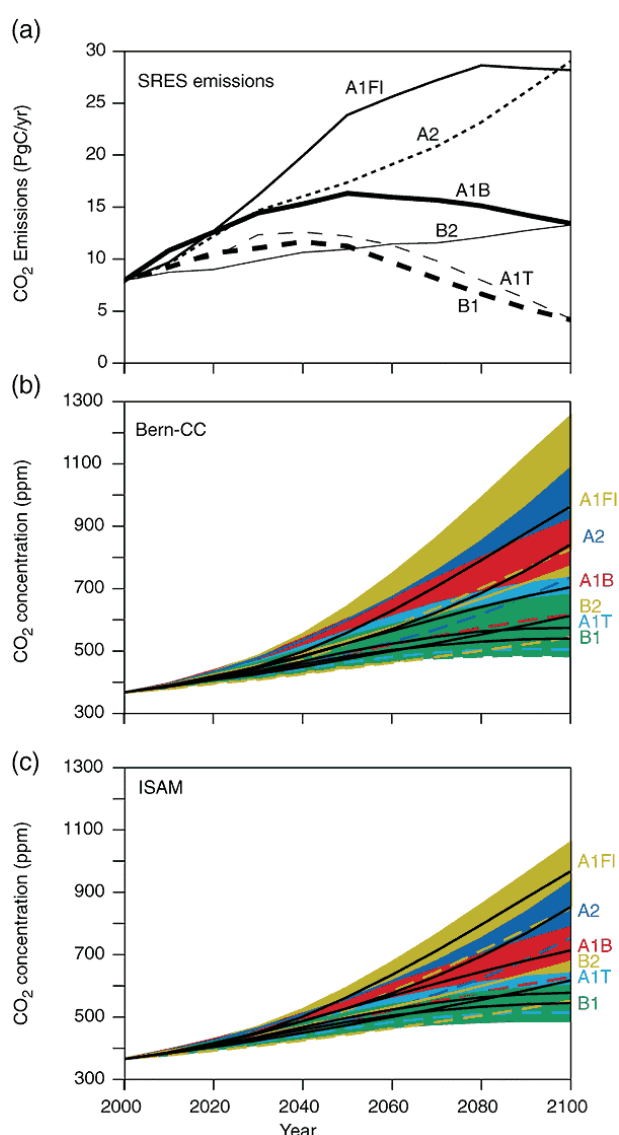 (a)
30
SRES emissions
A1FI
25
A2
20
A1B
15
B2
10
A1T
5
B1
0
CO2 Emissions (PgC/yr)
(b)
1300
Bern-CC
1100
900
700
500
300
CO2 concentration (ppm)
A1FI
A2
A1B
B2
A1T
B1
(c)
1300
ISAM
1100
900
700
500
300
CO2 concentration (ppm)
A1FI
A2
A1B
B2
A1T
B1
2000 2020 2040 2060 2080 2100
Year